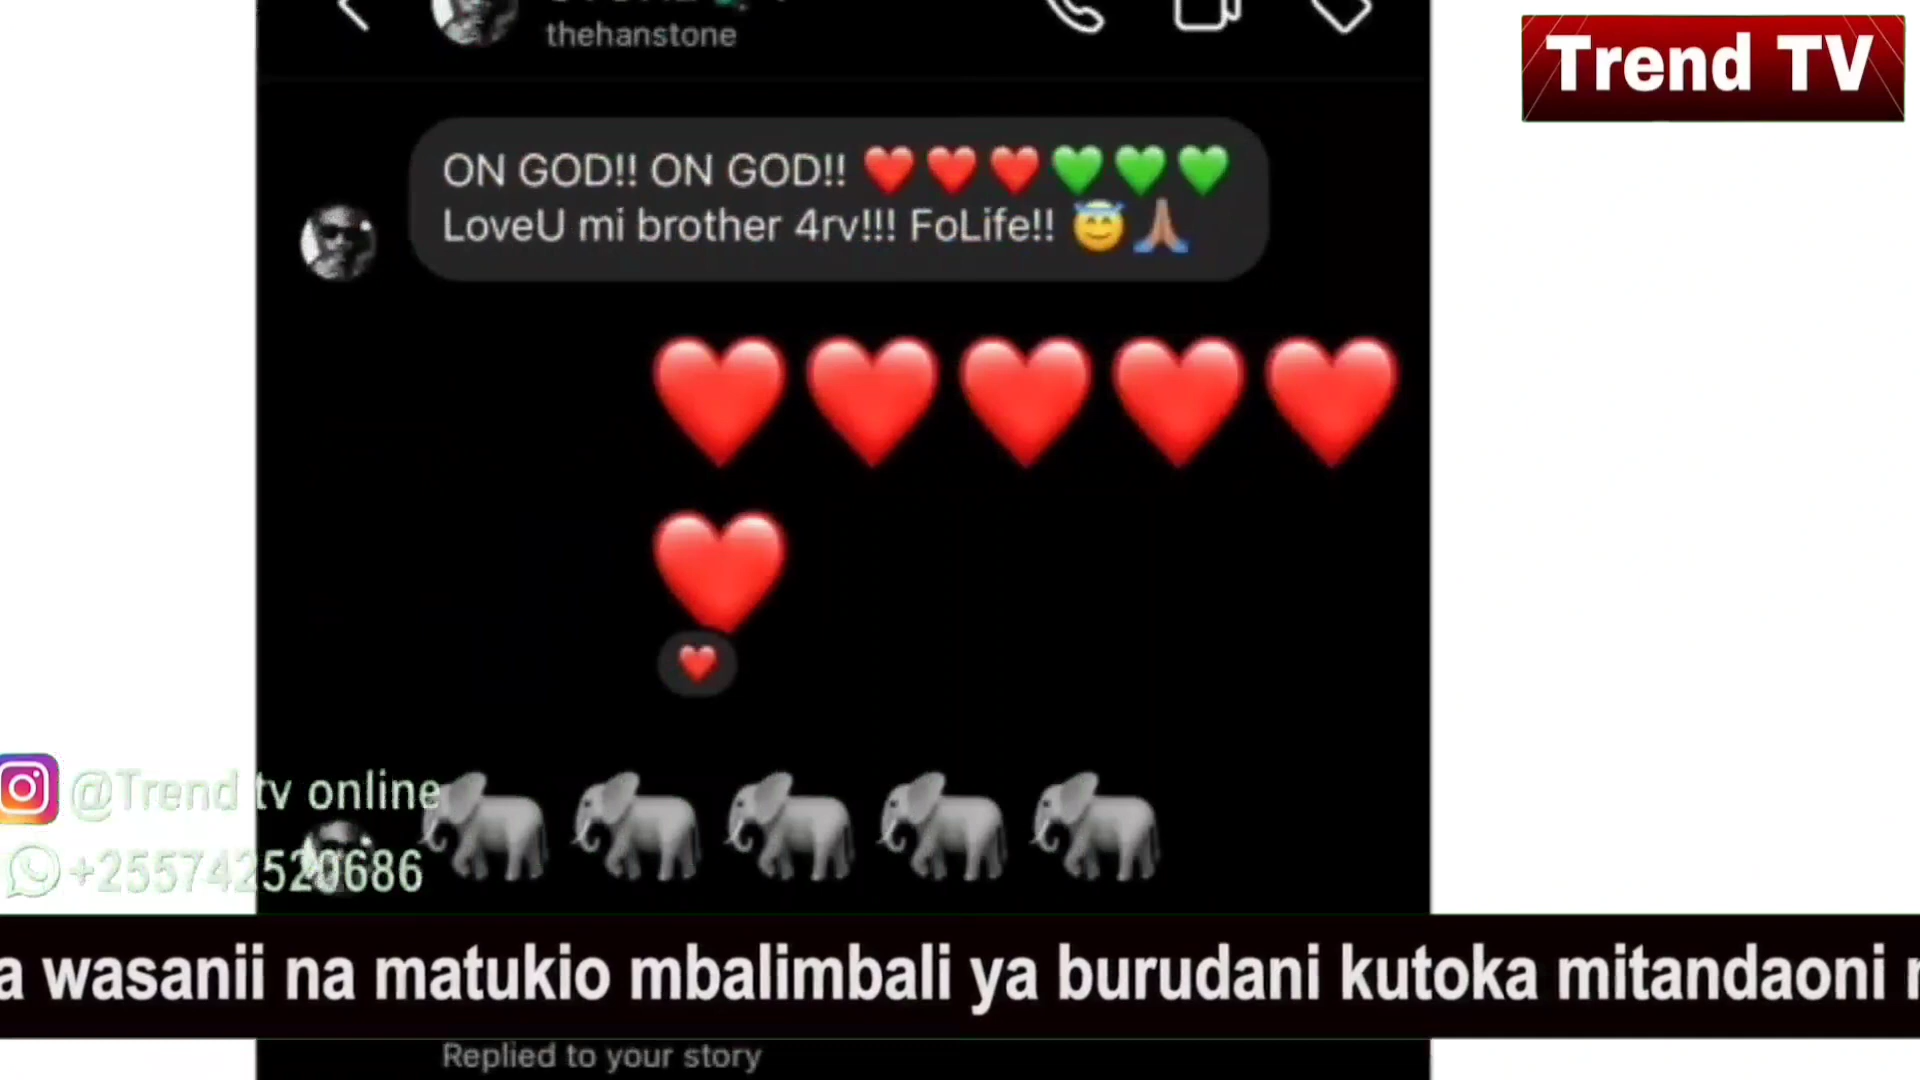 thehanstone
Trend TV
ON GOD!! ON GOD!! ❤️❤️❤️💚💚💚
LoveU mi brother 4rv!!! FoLife!! 😇🙏🏽
❤️❤️❤️❤️❤️
❤️
❤️
@Trend tv online
🐘🐘🐘🐘🐘
+255742520686
a wasanii na matukio mbalimbali ya burudani kutoka mitandaoni
Replied to your story